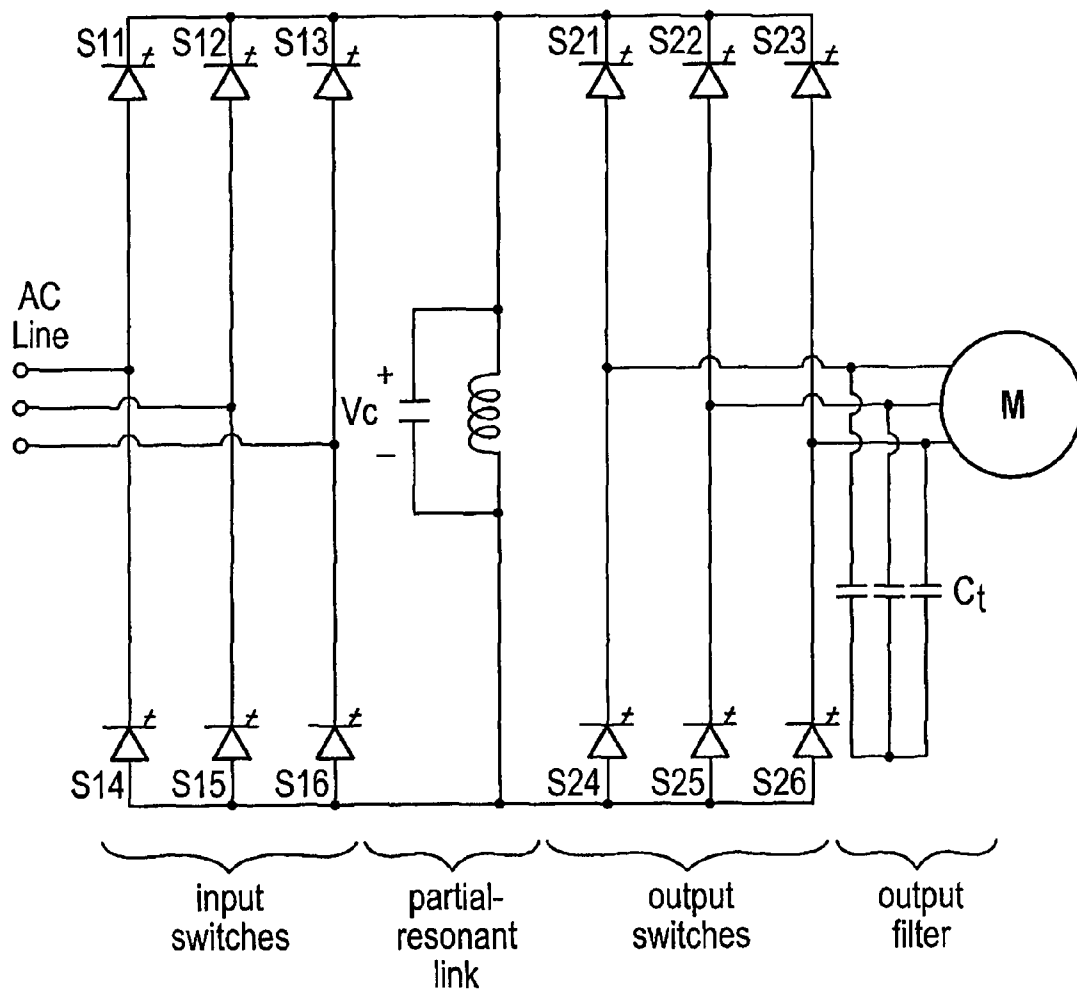 S11 S12 S13 S21 S22 S23
AC
Line
+
Vc
−
M
Ct
S14 S15 S16 S24 S25 S26
input
switches
partial-
resonant
link
output
switches
output
filter